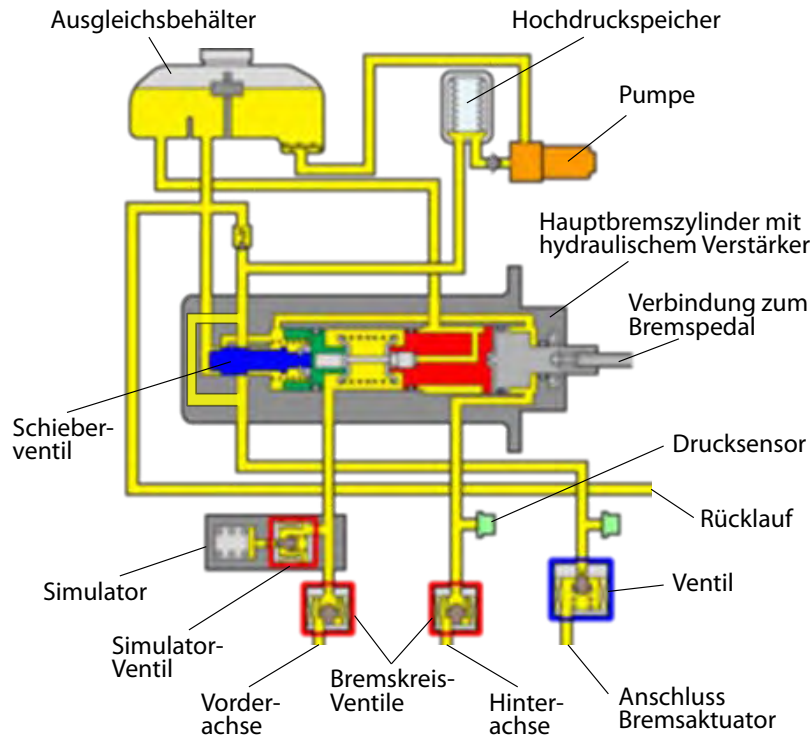 Ausgleichsbehälter
Hochdruckspeicher
Pumpe
Hauptbremszylinder mit
hydraulischem Verstärker
Verbindung zum
Bremspedal
Schieber-
ventil
Drucksensor
Rücklauf
Simulator
Ventil
Simulator-
Ventil
Vorder-
achse
Bremskreis-
Ventile
Hinter-
achse
Anschluss
Bremsaktuator